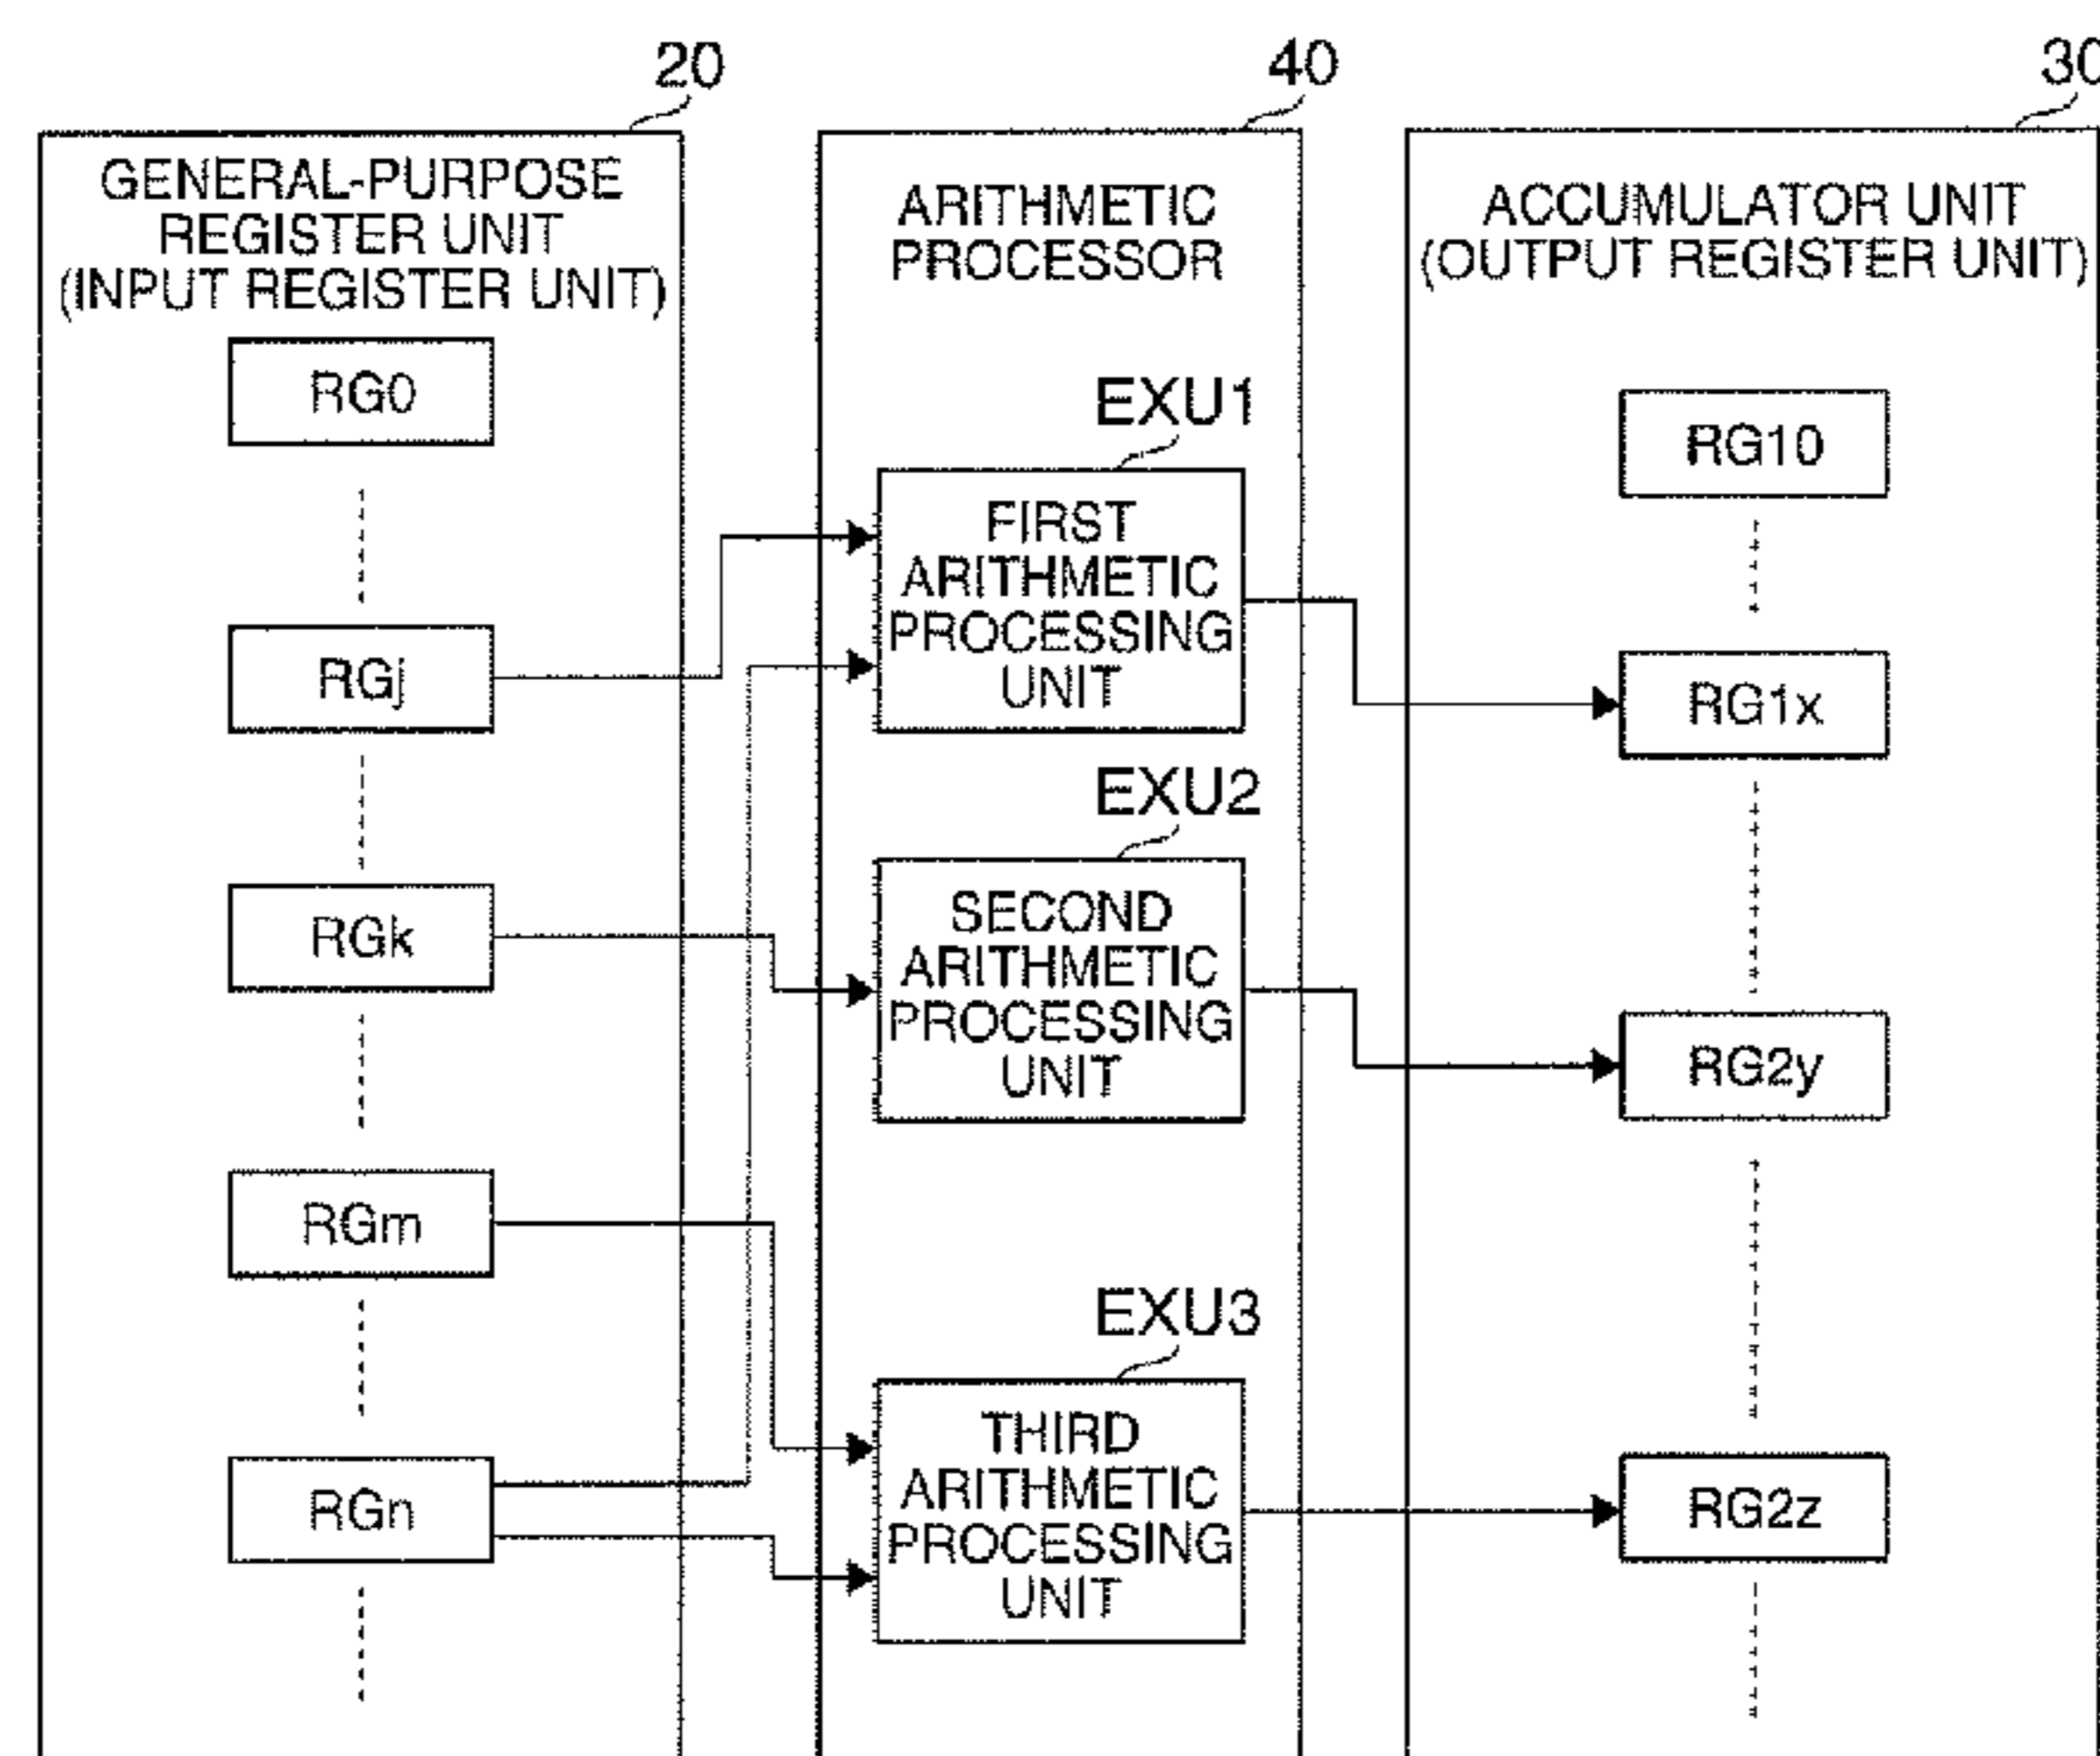 20
40
30
GENERAL-PURPOSE
REGISTER UNIT
(INPUT REGISTER UNIT)
RG0
RGj
RGk
RGm
RGn
ARITHMETIC
PROCESSOR
EXU1
FIRST
ARITHMETIC
PROCESSING
UNIT
EXU2
SECOND
ARITHMETIC
PROCESSING
UNIT
EXU3
THIRD
ARITHMETIC
PROCESSING
UNIT
ACCUMULATOR UNIT
(OUTPUT REGISTER UNIT)
RG10
RG1x
RG2y
RG2z